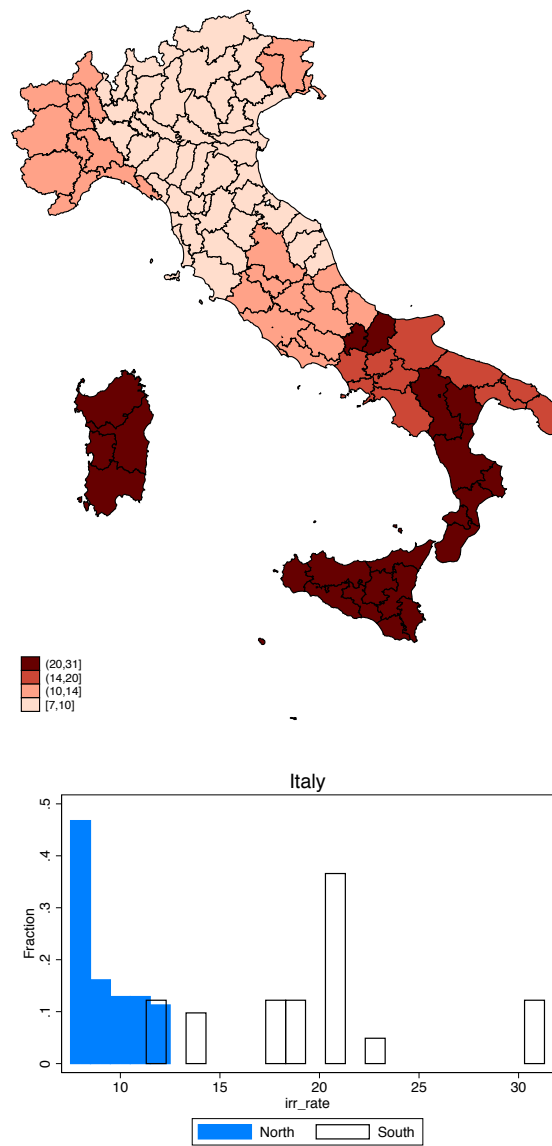 (20,31]
(14,20]
(10,14]
[7,10]
Italy
.5
.4
.3
.2
.1
0
Fraction
10 15 20 25 30
irr_rate
North South